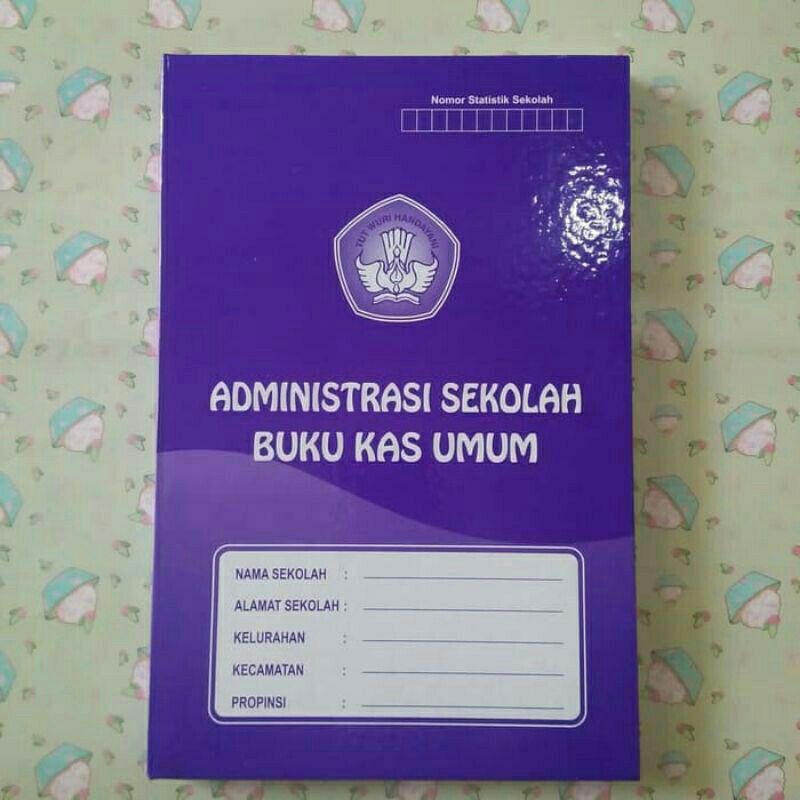 Nomor Statistik Sekolah
TUT WURI HANDAYANI
ADMINISTRASI SEKOLAH
BUKU KAS UMUM
NAMA SEKOLAH :
ALAMAT SEKOLAH :
KELURAHAN :
KECAMATAN :
PROPINSI :